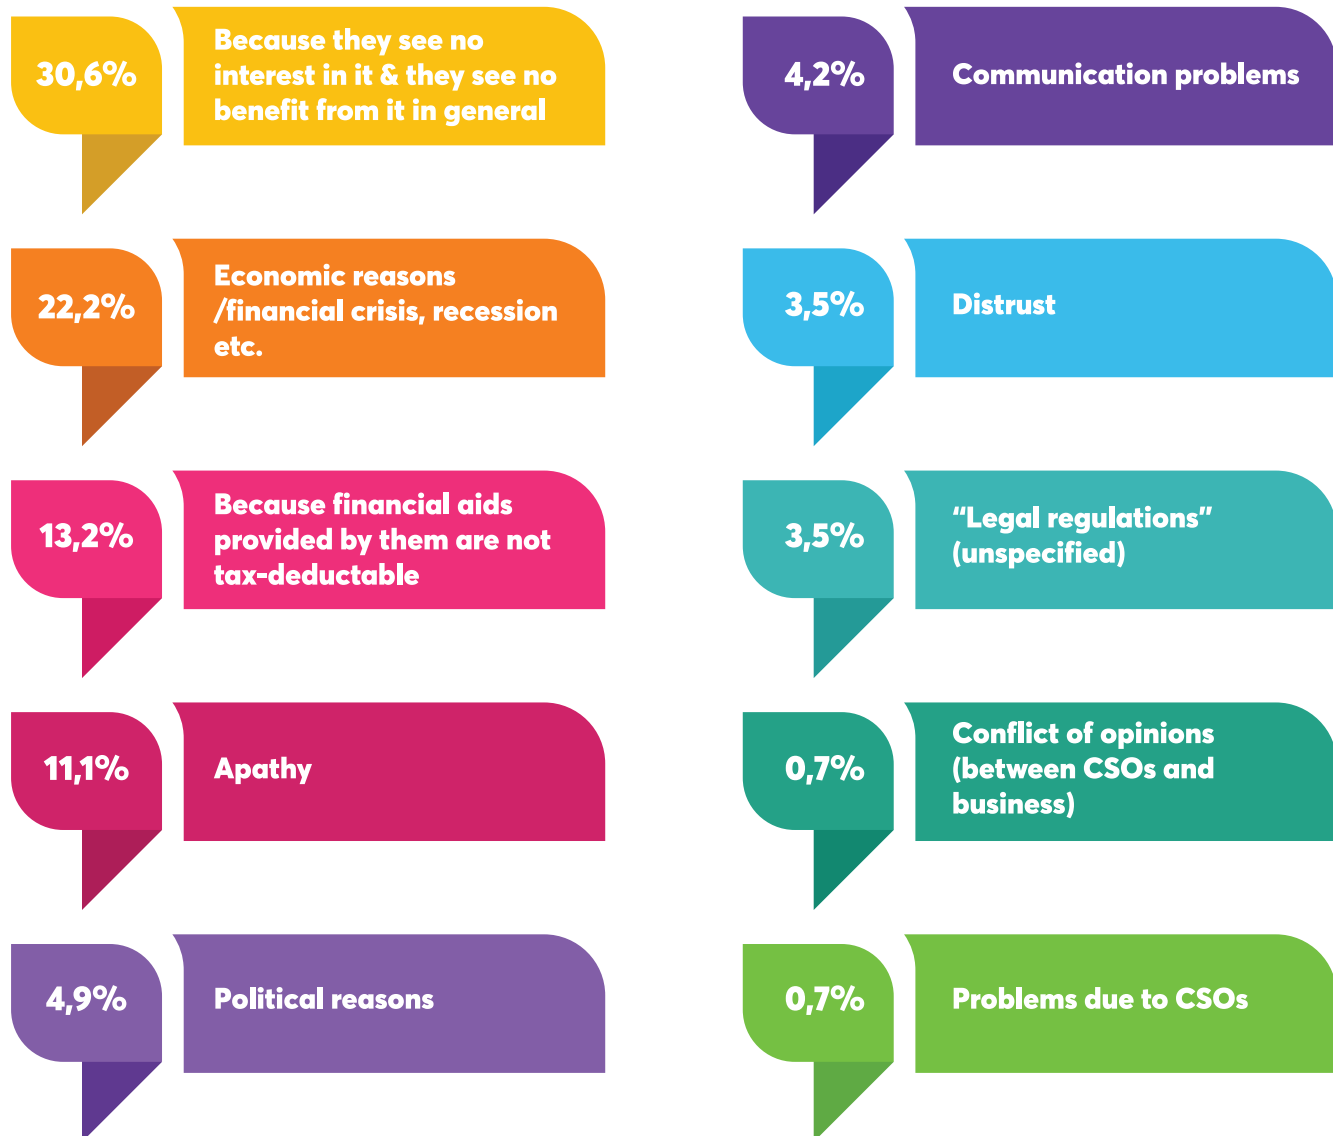 30,6%
Because they see no
interest in it & they see no
benefit from it in general
22,2%
Economic reasons
/financial crisis, recession
etc.
13,2%
Because financial aids
provided by them are not
tax-deductable
11,1%
Apathy
4,9%
Political reasons
4,2%
Communication problems
3,5%
Distrust
3,5%
“Legal regulations”
(unspecified)
0,7%
Conflict of opinions
(between CSOs and
business)
0,7%
Problems due to CSOs